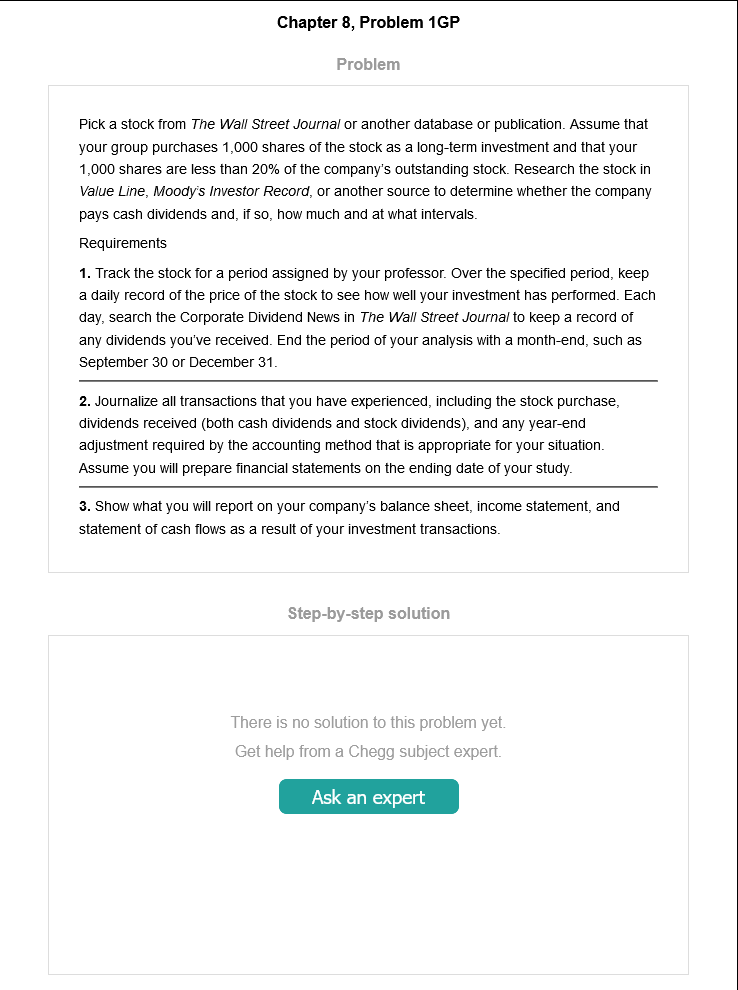 Chapter 8, Problem 1GP
Problem
Pick a stock from The Wall Street Journal or another database or publication. Assume that
your group purchases 1,000 shares of the stock as a long-term investment and that your
1,000 shares are less than 20% of the company's outstanding stock. Research the stock in
Value Line, Moody's Investor Record, or another source to determine whether the company
pays cash dividends and, if so, how much and at what intervals.
Requirements
1. Track the stock for a period assigned by your professor. Over the specified period, keep
a daily record of the price of the stock to see how well your investment has performed. Each
day, search the Corporate Dividend News in The Wall Street Journal to keep a record of
any dividends you've received. End the period of your analysis with a month-end, such as
September 30 or December 31.
2. Journalize all transactions that you have experienced, including the stock purchase,
dividends received (both cash dividends and stock dividends), and any year-end
adjustment required by the accounting method that is appropriate for your situation.
Assume you will prepare financial statements on the ending date of your study.
3. Show what you will report on your company's balance sheet, income statement, and
statement of cash flows as a result of your investment transactions.
Step-by-step solution
There is no solution to this problem yet.
Get help from a Chegg subject expert.
Ask an expert